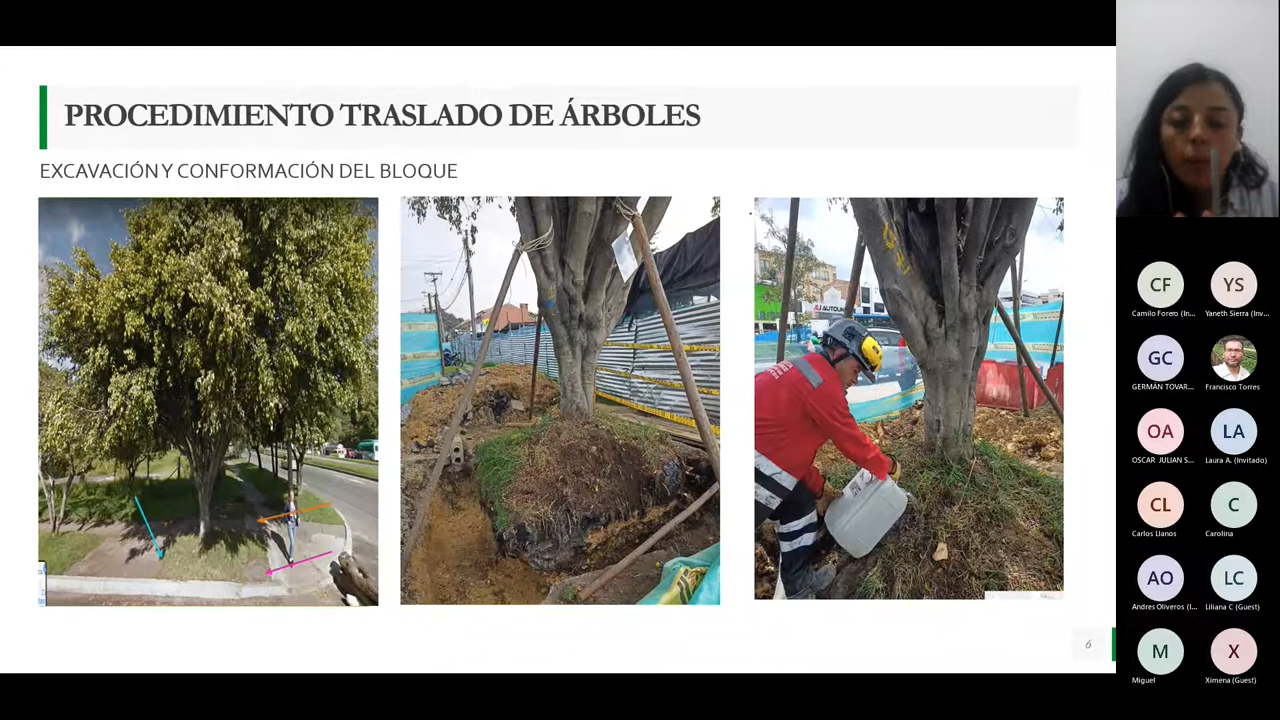 PROCEDIMIENTO TRASLADO DE ÁRBOLES
EXCAVACIÓN Y CONFORMACIÓN DEL BLOQUE
6
CF
Camilo Forero (In...
YS
Yaneth Sierra (Inv...
GC
GERMÁN TOVAR...
Francisco Torres
OA
OSCAR JULIAN S...
LA
Laura A. (Invitado)
CL
Carlos Llanos
C
Carolina
AO
Andres Oliveros (I...
LC
Liliana C (Guest)
M
Miguel
X
Ximena (Guest)